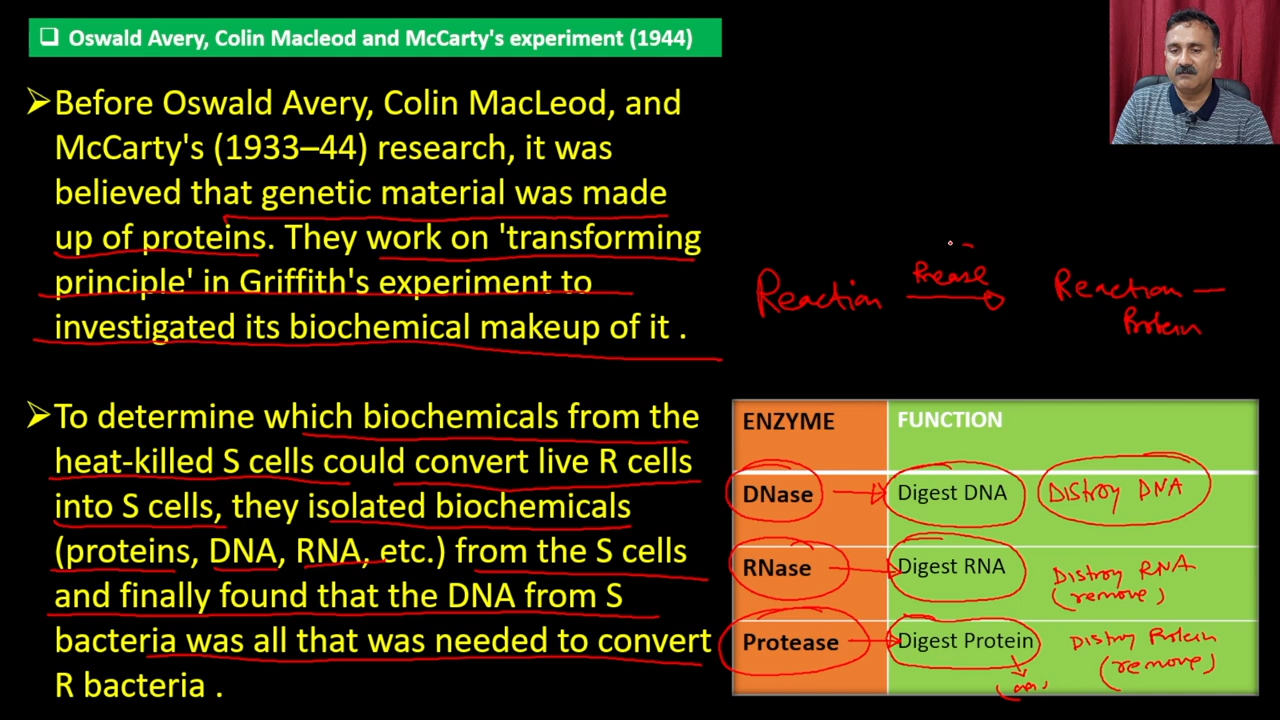 ❑ Oswald Avery, Colin Macleod and McCarty's experiment (1944)
➢Before Oswald Avery, Colin MacLeod, and
McCarty's (1933–44) research, it was
believed that genetic material was made
up of proteins. They work on 'transforming
principle' in Griffith's experiment to
investigated its biochemical makeup of it .
➢To determine which biochemicals from the
heat-killed S cells could convert live R cells
into S cells, they isolated biochemicals
(proteins, DNA, RNA, etc.) from the S cells
and finally found that the DNA from S
bacteria was all that was needed to convert
R bacteria .
Reaction Reaction —
Protein
ENZYME FUNCTION
DNase Digest DNA Distroy DNA
RNase Digest RNA Distroy RNA
(remove)
Protease Digest Protein Distroy Protein
(remove)